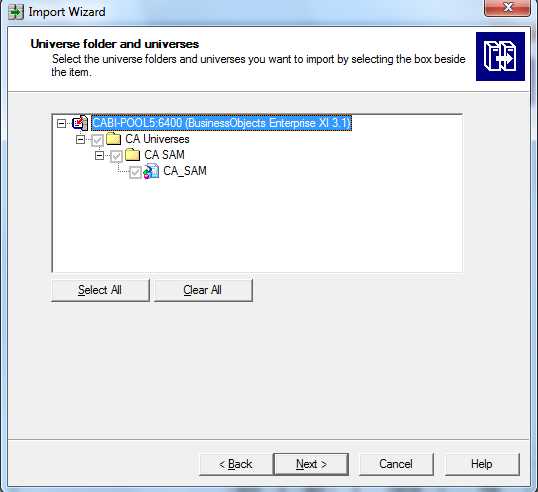 Import Wizard
Universe folder and universes
Select the universe folders and universes you want to import by selecting the box beside
the item.
CABI-POOL5:6400 (BusinessObjects Enterprise XI 3.1)
CA Universes
CA SAM
CA_SAM
Select All
Clear All
< Back
Next >
Cancel
Help